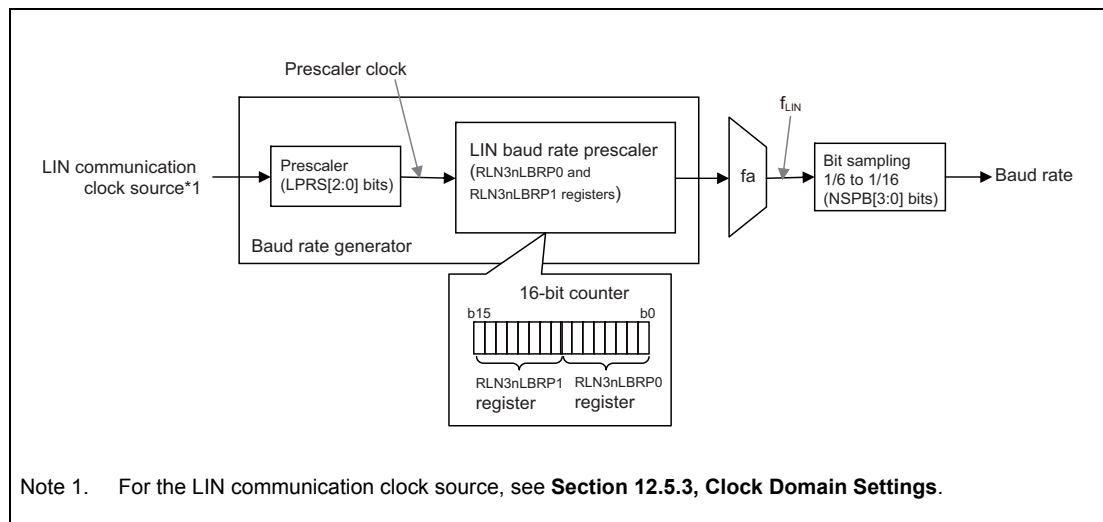 Prescaler clock
f_LIN
LIN communication
clock source*1
Prescaler
(LPRS[2:0] bits)
LIN baud rate prescaler
(RLN3nLBRP0 and
RLN3nLBRP1 registers)
fa
Bit sampling
1/6 to 1/16
(NSPB[3:0] bits)
Baud rate
Baud rate generator
16-bit counter
b15 b0
RLN3nLBRP1 RLN3nLBRP0
register register
Note 1. For the LIN communication clock source, see Section 12.5.3, Clock Domain Settings.